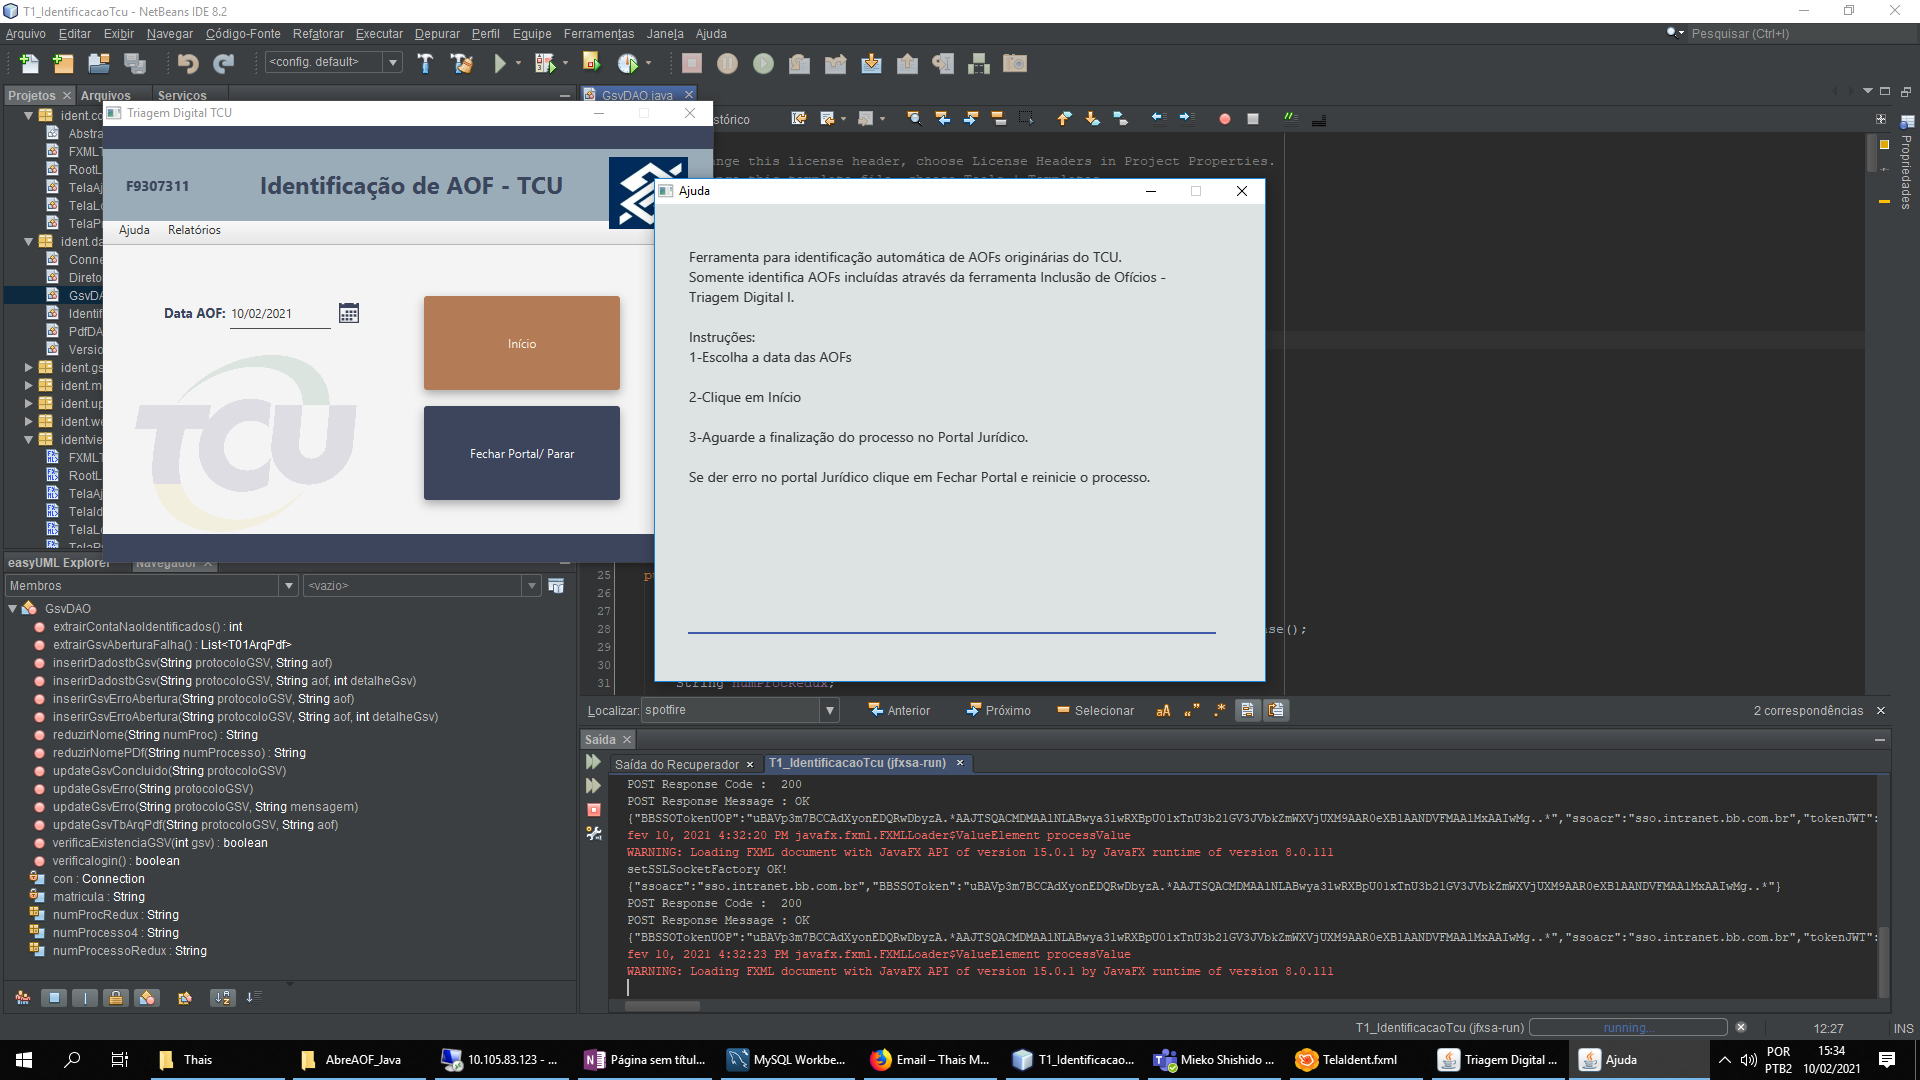 T1_IdentificacaoTcu - NetBeans IDE 8.2
Arquivo Editar Exibir Navegar Código-Fonte Refatorar Executar Depurar Perfil Equipe Ferramentas Janela Ajuda
Pesquisar (Ctrl+I)
<config. default>
Projetos Arquivos Serviços
GsvDAO.java
Triagem Digital TCU
stórico
F9307311
Identificação de AOF - TCU
Ajuda Relatórios
Data AOF: 10/02/2021
Início
Fechar Portal/ Parar
TCU
ident.co
Abstra
FXMLT
RootL
TelaAj
TelaLo
TelaPr
ident.da
Conne
Direto
GsvDA
Identif
PdfDA
Versio
ident.gs
ident.m
ident.up
ident.we
identvie
FXMLT
RootL
TelaAj
TelaId
TelaLo
TelaPr
ange this license header, choose License Headers in Project Properties.
Propriedades
Ajuda
Ferramenta para identificação automática de AOFs originárias do TCU.
Somente identifica AOFs incluídas através da ferramenta Inclusão de Ofícios -
Triagem Digital I.
Instruções:
1-Escolha a data das AOFs
2-Clique em Início
3-Aguarde a finalização do processo no Portal Jurídico.
Se der erro no portal Jurídico clique em Fechar Portal e reinicie o processo.
25
26
27
28 ase();
29
30
31 String numProcRedux;
easyUML Explorer Navegador
Membros <vazio>
GsvDAO
extrairContaNaoIdentificados() : int
extrairGsvAberturaFalha() : List<T01ArqPdf>
inserirDadostbGsv(String protocoloGSV, String aof)
inserirDadostbGsv(String protocoloGSV, String aof, int detalheGsv)
inserirGsvErroAbertura(String protocoloGSV, String aof)
inserirGsvErroAbertura(String protocoloGSV, String aof, int detalheGsv)
reduzirNome(String numProc) : String
reduzirNomePDf(String numProcesso) : String
updateGsvConcluido(String protocoloGSV)
updateGsvErro(String protocoloGSV)
updateGsvErro(String protocoloGSV, String mensagem)
updateGsvTbArqPdf(String protocoloGSV, String aof)
verificaExistenciaGSV(int gsv) : boolean
verificalogin() : boolean
con : Connection
matricula : String
numProcRedux : String
numProcesso4 : String
numProcessoRedux : String
Localizar: spotfire Anterior Próximo Selecionar 2 correspondências
Saída
Saída do Recuperador T1_IdentificacaoTcu (jfxsa-run)
POST Response Code : 200
POST Response Message : OK
{"BBSSOTokenUOP":"uBAVp3m7BCCAdXyonEDQRwDbyzA.*AAJTSQACMDMAAlNLABwya3lwRXBpU0lxTnU3b2lGV3JVbkZmWXVjUXM9AAR0eXBlAANDVFMAAlMxAAIwMg..*","ssoacr":"sso.intranet.bb.com.br","tokenJWT":
fev 10, 2021 4:32:20 PM javafx.fxml.FXMLLoader$ValueElement processValue
WARNING: Loading FXML document with JavaFX API of version 15.0.1 by JavaFX runtime of version 8.0.111
setSSLSocketFactory OK!
{"ssoacr":"sso.intranet.bb.com.br","BBSSOToken":"uBAVp3m7BCCAdXyonEDQRwDbyzA.*AAJTSQACMDMAAlNLABwya3lwRXBpU0lxTnU3b2lGV3JVbkZmWXVjUXM9AAR0eXBlAANDVFMAAlMxAAIwMg..*"}
POST Response Code : 200
POST Response Message : OK
{"BBSSOTokenUOP":"uBAVp3m7BCCAdXyonEDQRwDbyzA.*AAJTSQACMDMAAlNLABwya3lwRXBpU0lxTnU3b2lGV3JVbkZmWXVjUXM9AAR0eXBlAANDVFMAAlMxAAIwMg..*","ssoacr":"sso.intranet.bb.com.br","tokenJWT":
fev 10, 2021 4:32:23 PM javafx.fxml.FXMLLoader$ValueElement processValue
WARNING: Loading FXML document with JavaFX API of version 15.0.1 by JavaFX runtime of version 8.0.111
T1_IdentificacaoTcu (jfxsa-run) running... 12:27 INS
Thais AbreAOF_Java 10.105.83.123 - ... Página sem títul... MySQL Workbe... Email – Thais M... T1_Identificacao... Mieko Shishido ... TelaIdent.fxml Triagem Digital ... Ajuda
POR 15:34
PTB2 10/02/2021